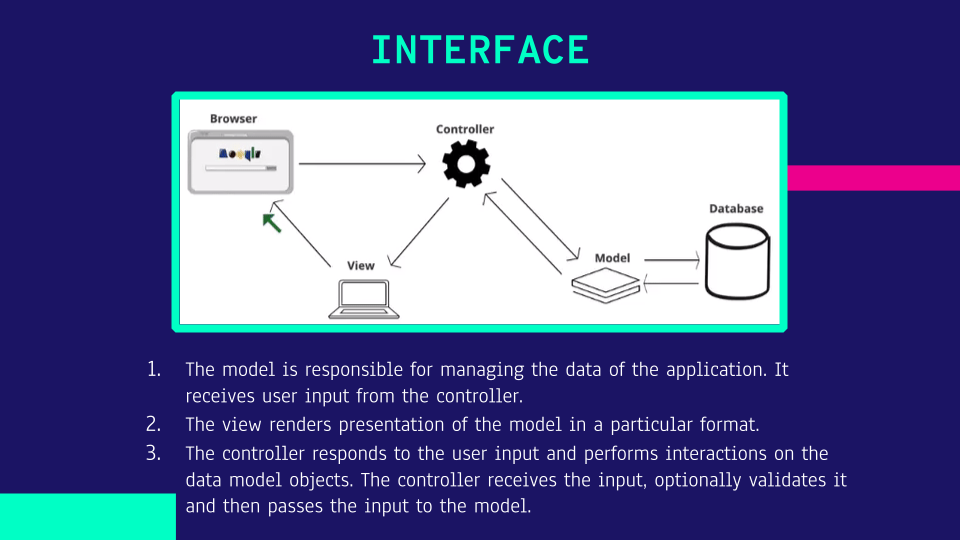 INTERFACE
Browser
Controller
Database
View
Model
1. The model is responsible for managing the data of the application. It
receives user input from the controller.
2. The view renders presentation of the model in a particular format.
3. The controller responds to the user input and performs interactions on the
data model objects. The controller receives the input, optionally validates it
and then passes the input to the model.